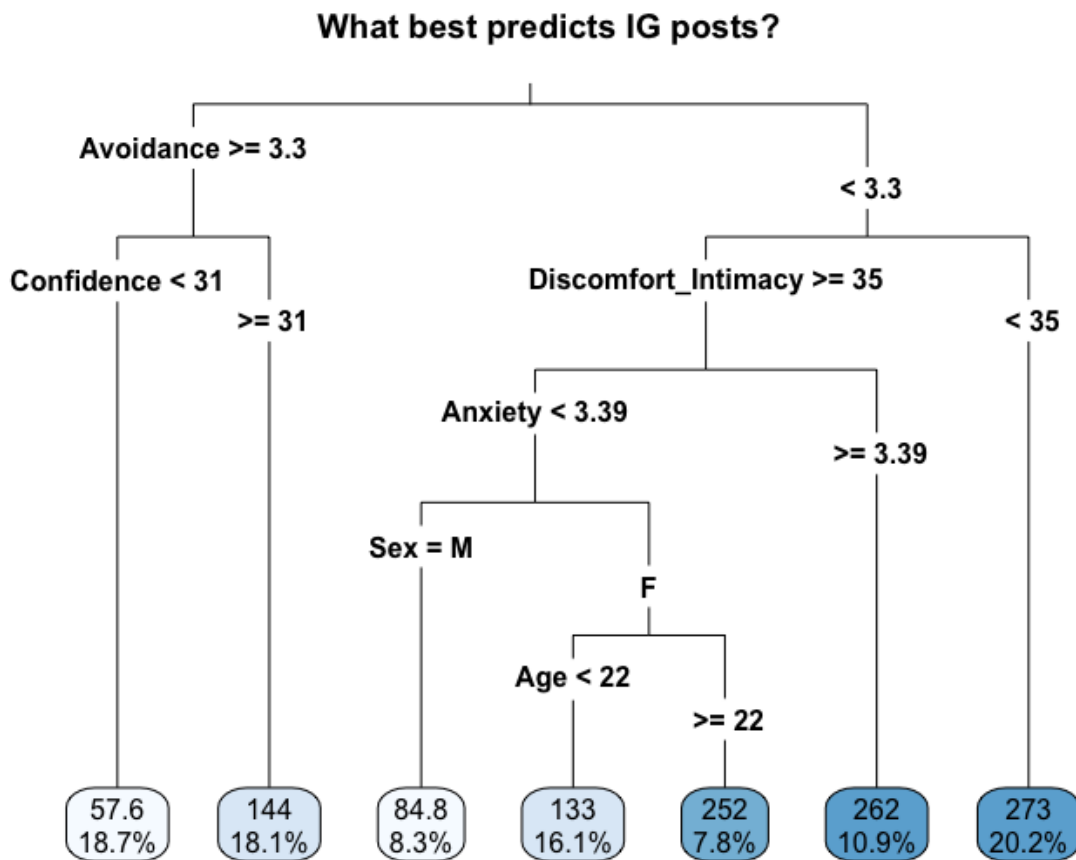 What best predicts IG posts?
Avoidance >= 3.3
< 3.3
Confidence < 31
>= 31
Discomfort_Intimacy >= 35
< 35
Anxiety < 3.39
>= 3.39
Sex = M
F
Age < 22
>= 22
57.6
18.7%
144
18.1%
84.8
8.3%
133
16.1%
252
7.8%
262
10.9%
273
20.2%